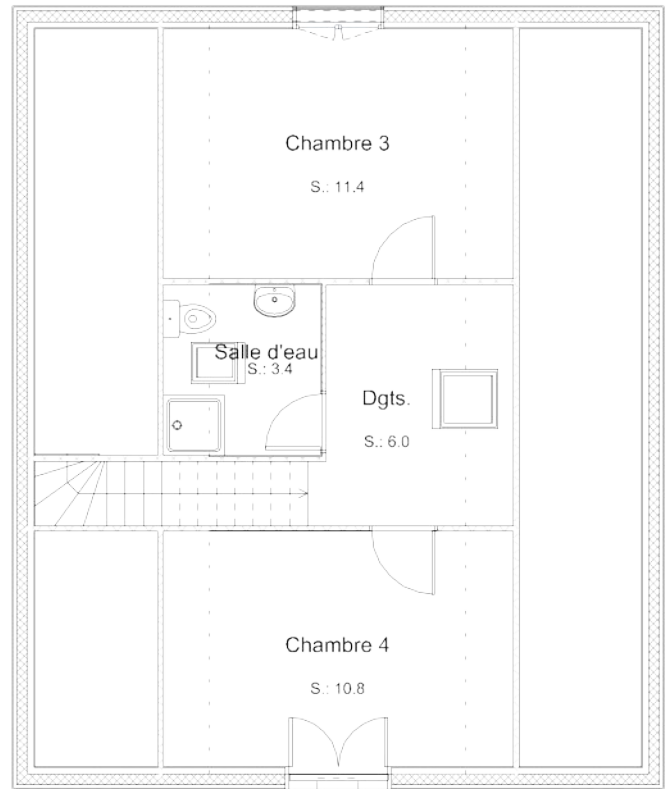 Chambre 3
S.: 11.4
Salle d'eau
S.: 3.4
Dgts.
S.: 6.0
Chambre 4
S.: 10.8